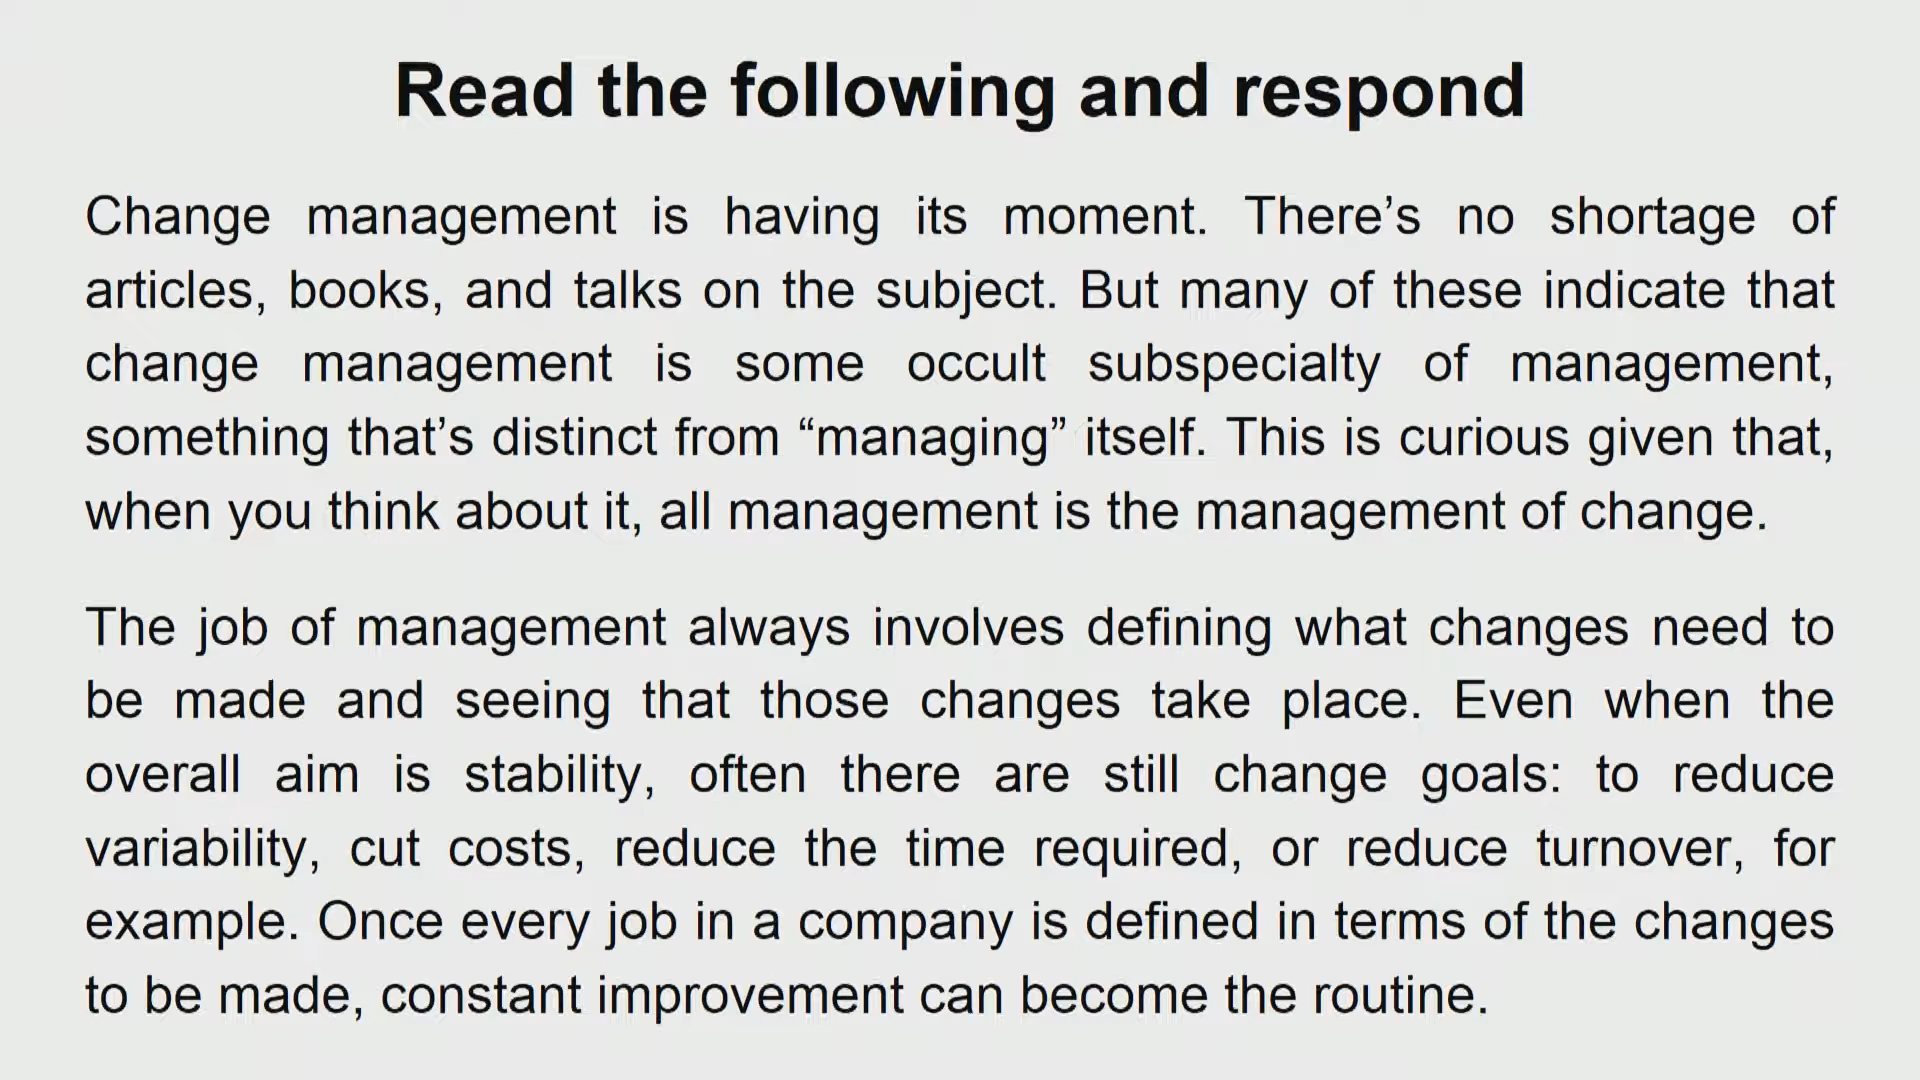 Read the following and respond
Change management is having its moment. There’s no shortage of
articles, books, and talks on the subject. But many of these indicate that
change management is some occult subspecialty of management,
something that’s distinct from “managing” itself. This is curious given that,
when you think about it, all management is the management of change.
The job of management always involves defining what changes need to
be made and seeing that those changes take place. Even when the
overall aim is stability, often there are still change goals: to reduce
variability, cut costs, reduce the time required, or reduce turnover, for
example. Once every job in a company is defined in terms of the changes
to be made, constant improvement can become the routine.